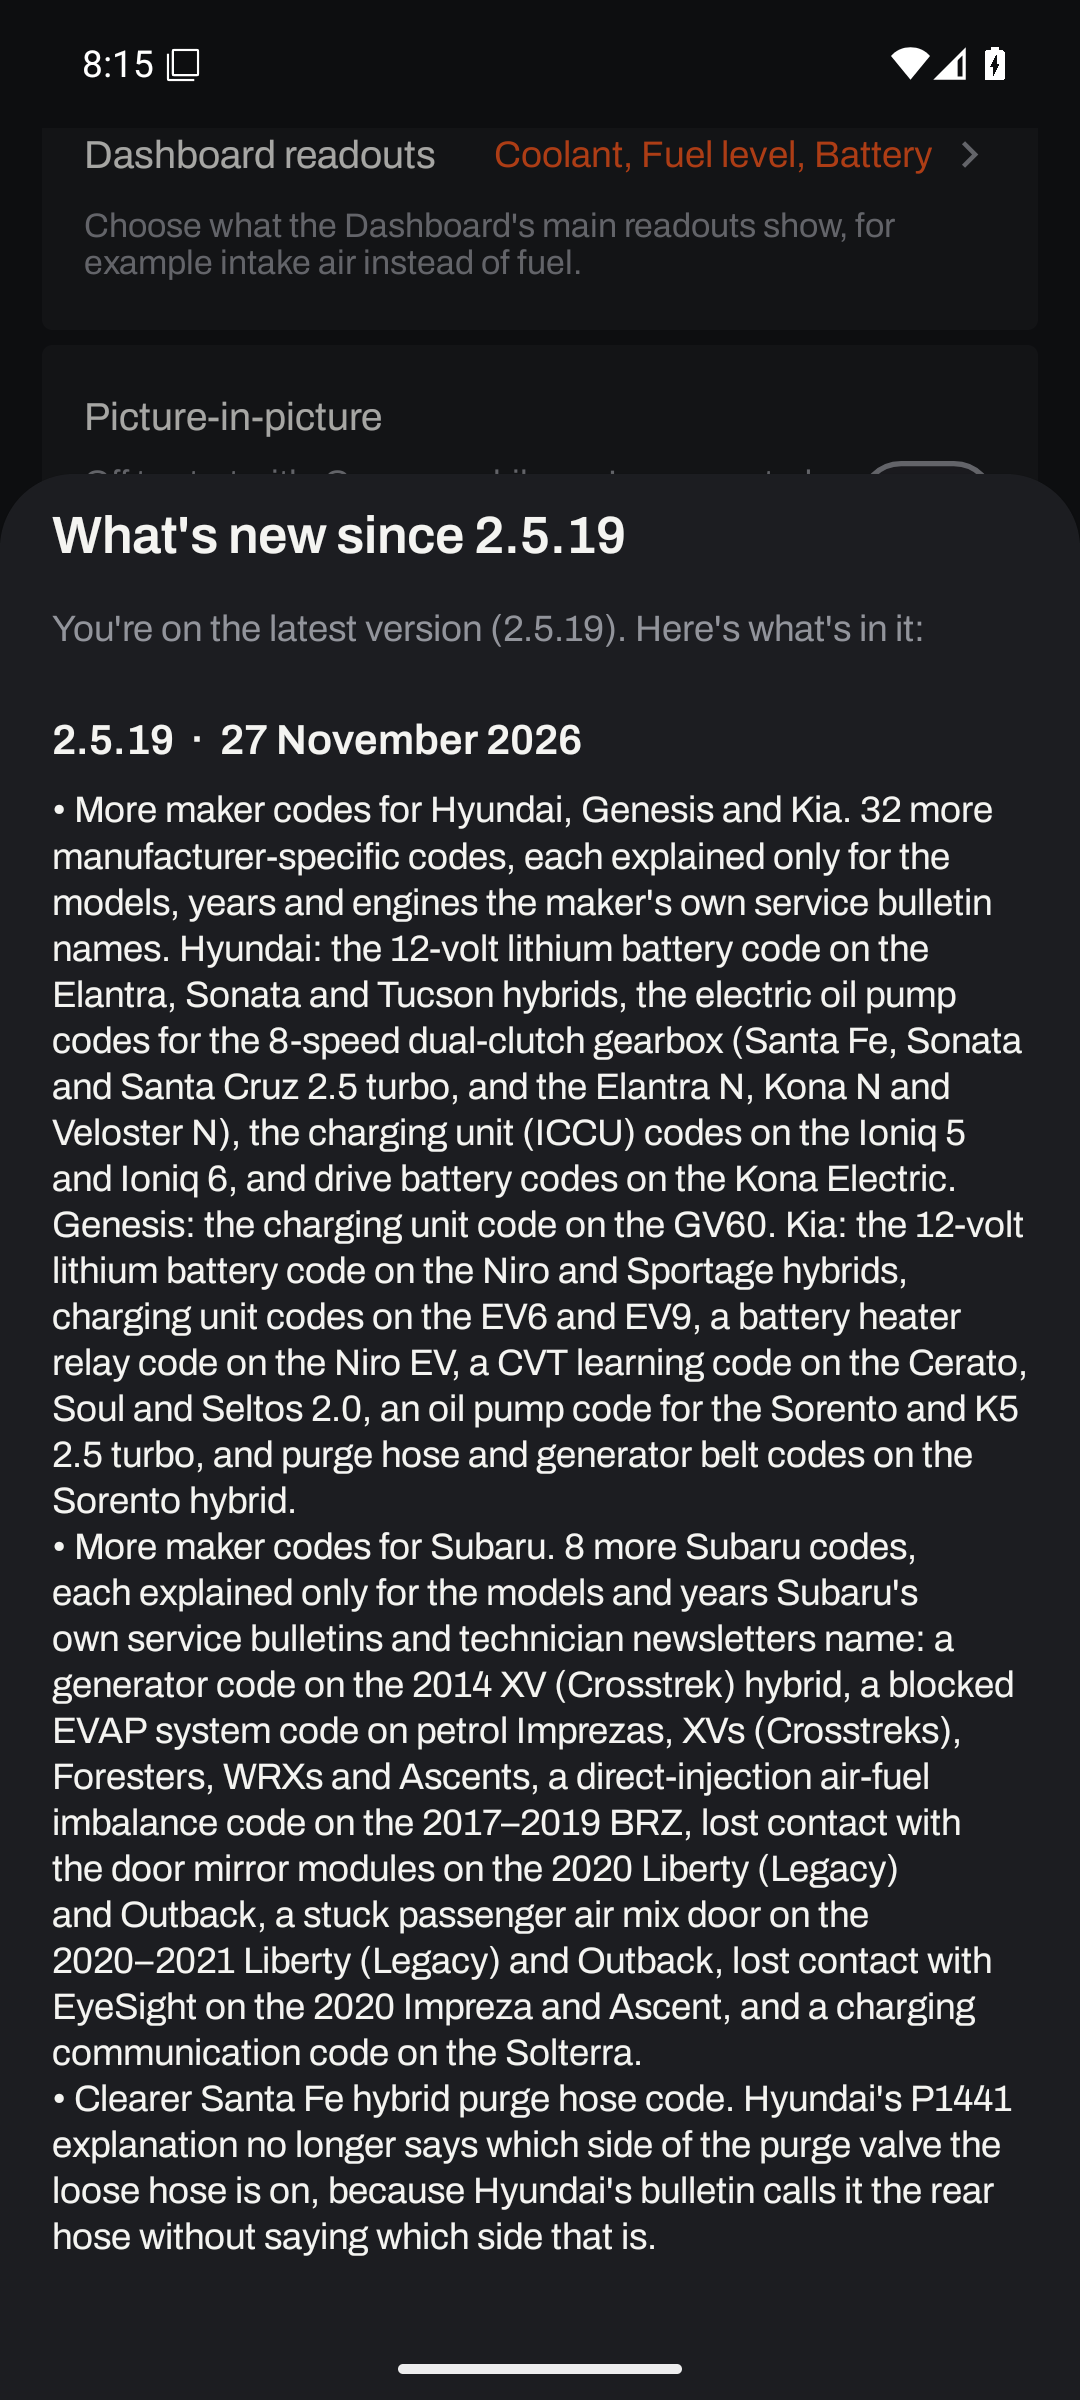 8:15
Dashboard readouts Coolant, Fuel level, Battery
Choose what the Dashboard's main readouts show, for
example intake air instead of fuel.
Picture-in-picture
What's new since 2.5.19
You're on the latest version (2.5.19). Here's what's in it:
2.5.19 · 27 November 2026
• More maker codes for Hyundai, Genesis and Kia. 32 more
manufacturer-specific codes, each explained only for the
models, years and engines the maker's own service bulletin
names. Hyundai: the 12-volt lithium battery code on the
Elantra, Sonata and Tucson hybrids, the electric oil pump
codes for the 8-speed dual-clutch gearbox (Santa Fe, Sonata
and Santa Cruz 2.5 turbo, and the Elantra N, Kona N and
Veloster N), the charging unit (ICCU) codes on the Ioniq 5
and Ioniq 6, and drive battery codes on the Kona Electric.
Genesis: the charging unit code on the GV60. Kia: the 12-volt
lithium battery code on the Niro and Sportage hybrids,
charging unit codes on the EV6 and EV9, a battery heater
relay code on the Niro EV, a CVT learning code on the Cerato,
Soul and Seltos 2.0, an oil pump code for the Sorento and K5
2.5 turbo, and purge hose and generator belt codes on the
Sorento hybrid.
• More maker codes for Subaru. 8 more Subaru codes,
each explained only for the models and years Subaru's
own service bulletins and technician newsletters name: a
generator code on the 2014 XV (Crosstrek) hybrid, a blocked
EVAP system code on petrol Imprezas, XVs (Crosstreks),
Foresters, WRXs and Ascents, a direct-injection air-fuel
imbalance code on the 2017–2019 BRZ, lost contact with
the door mirror modules on the 2020 Liberty (Legacy)
and Outback, a stuck passenger air mix door on the
2020–2021 Liberty (Legacy) and Outback, lost contact with
EyeSight on the 2020 Impreza and Ascent, and a charging
communication code on the Solterra.
• Clearer Santa Fe hybrid purge hose code. Hyundai's P1441
explanation no longer says which side of the purge valve the
loose hose is on, because Hyundai's bulletin calls it the rear
hose without saying which side that is.